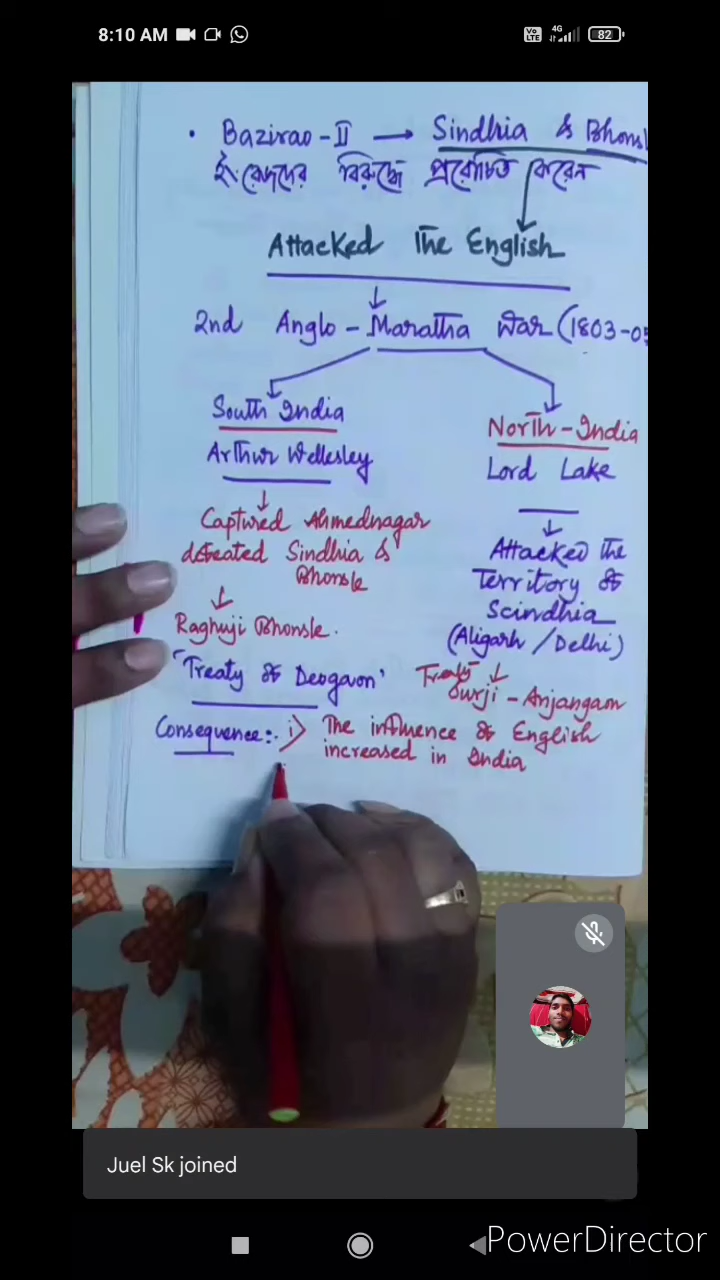 8:10 AM
Vo LTE 4G 82
• Bazirao - II → Sindhia & Bhonsl
ইংরেজদের বিরুদ্ধে প্ররোচিত করেন
Attacked The English
2nd Anglo - Maratha War (1803-05
South India
North - India
Arthur Wellesley
Lord Lake
Captured Ahmednagar
defeated Sindhia &
Bhonsle
Attacked the
Territory of
Scindhia
(Aligarh / Delhi)
Raghuji Bhonsle.
'Treaty of Deogaon'
Treaty
Surji - Anjangam
Consequence:- i> The influence of English
increased in India
Juel Sk joined
PowerDirector